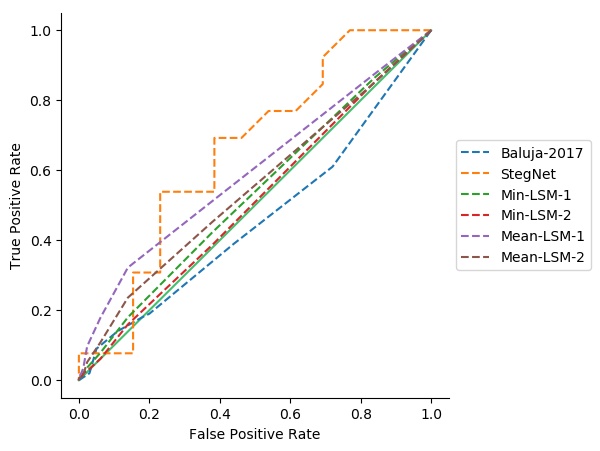 1.0
0.8
0.6
0.4
0.2
0.0
True Positive Rate
0.0 0.2 0.4 0.6 0.8 1.0
False Positive Rate
Baluja-2017
StegNet
Min-LSM-1
Min-LSM-2
Mean-LSM-1
Mean-LSM-2